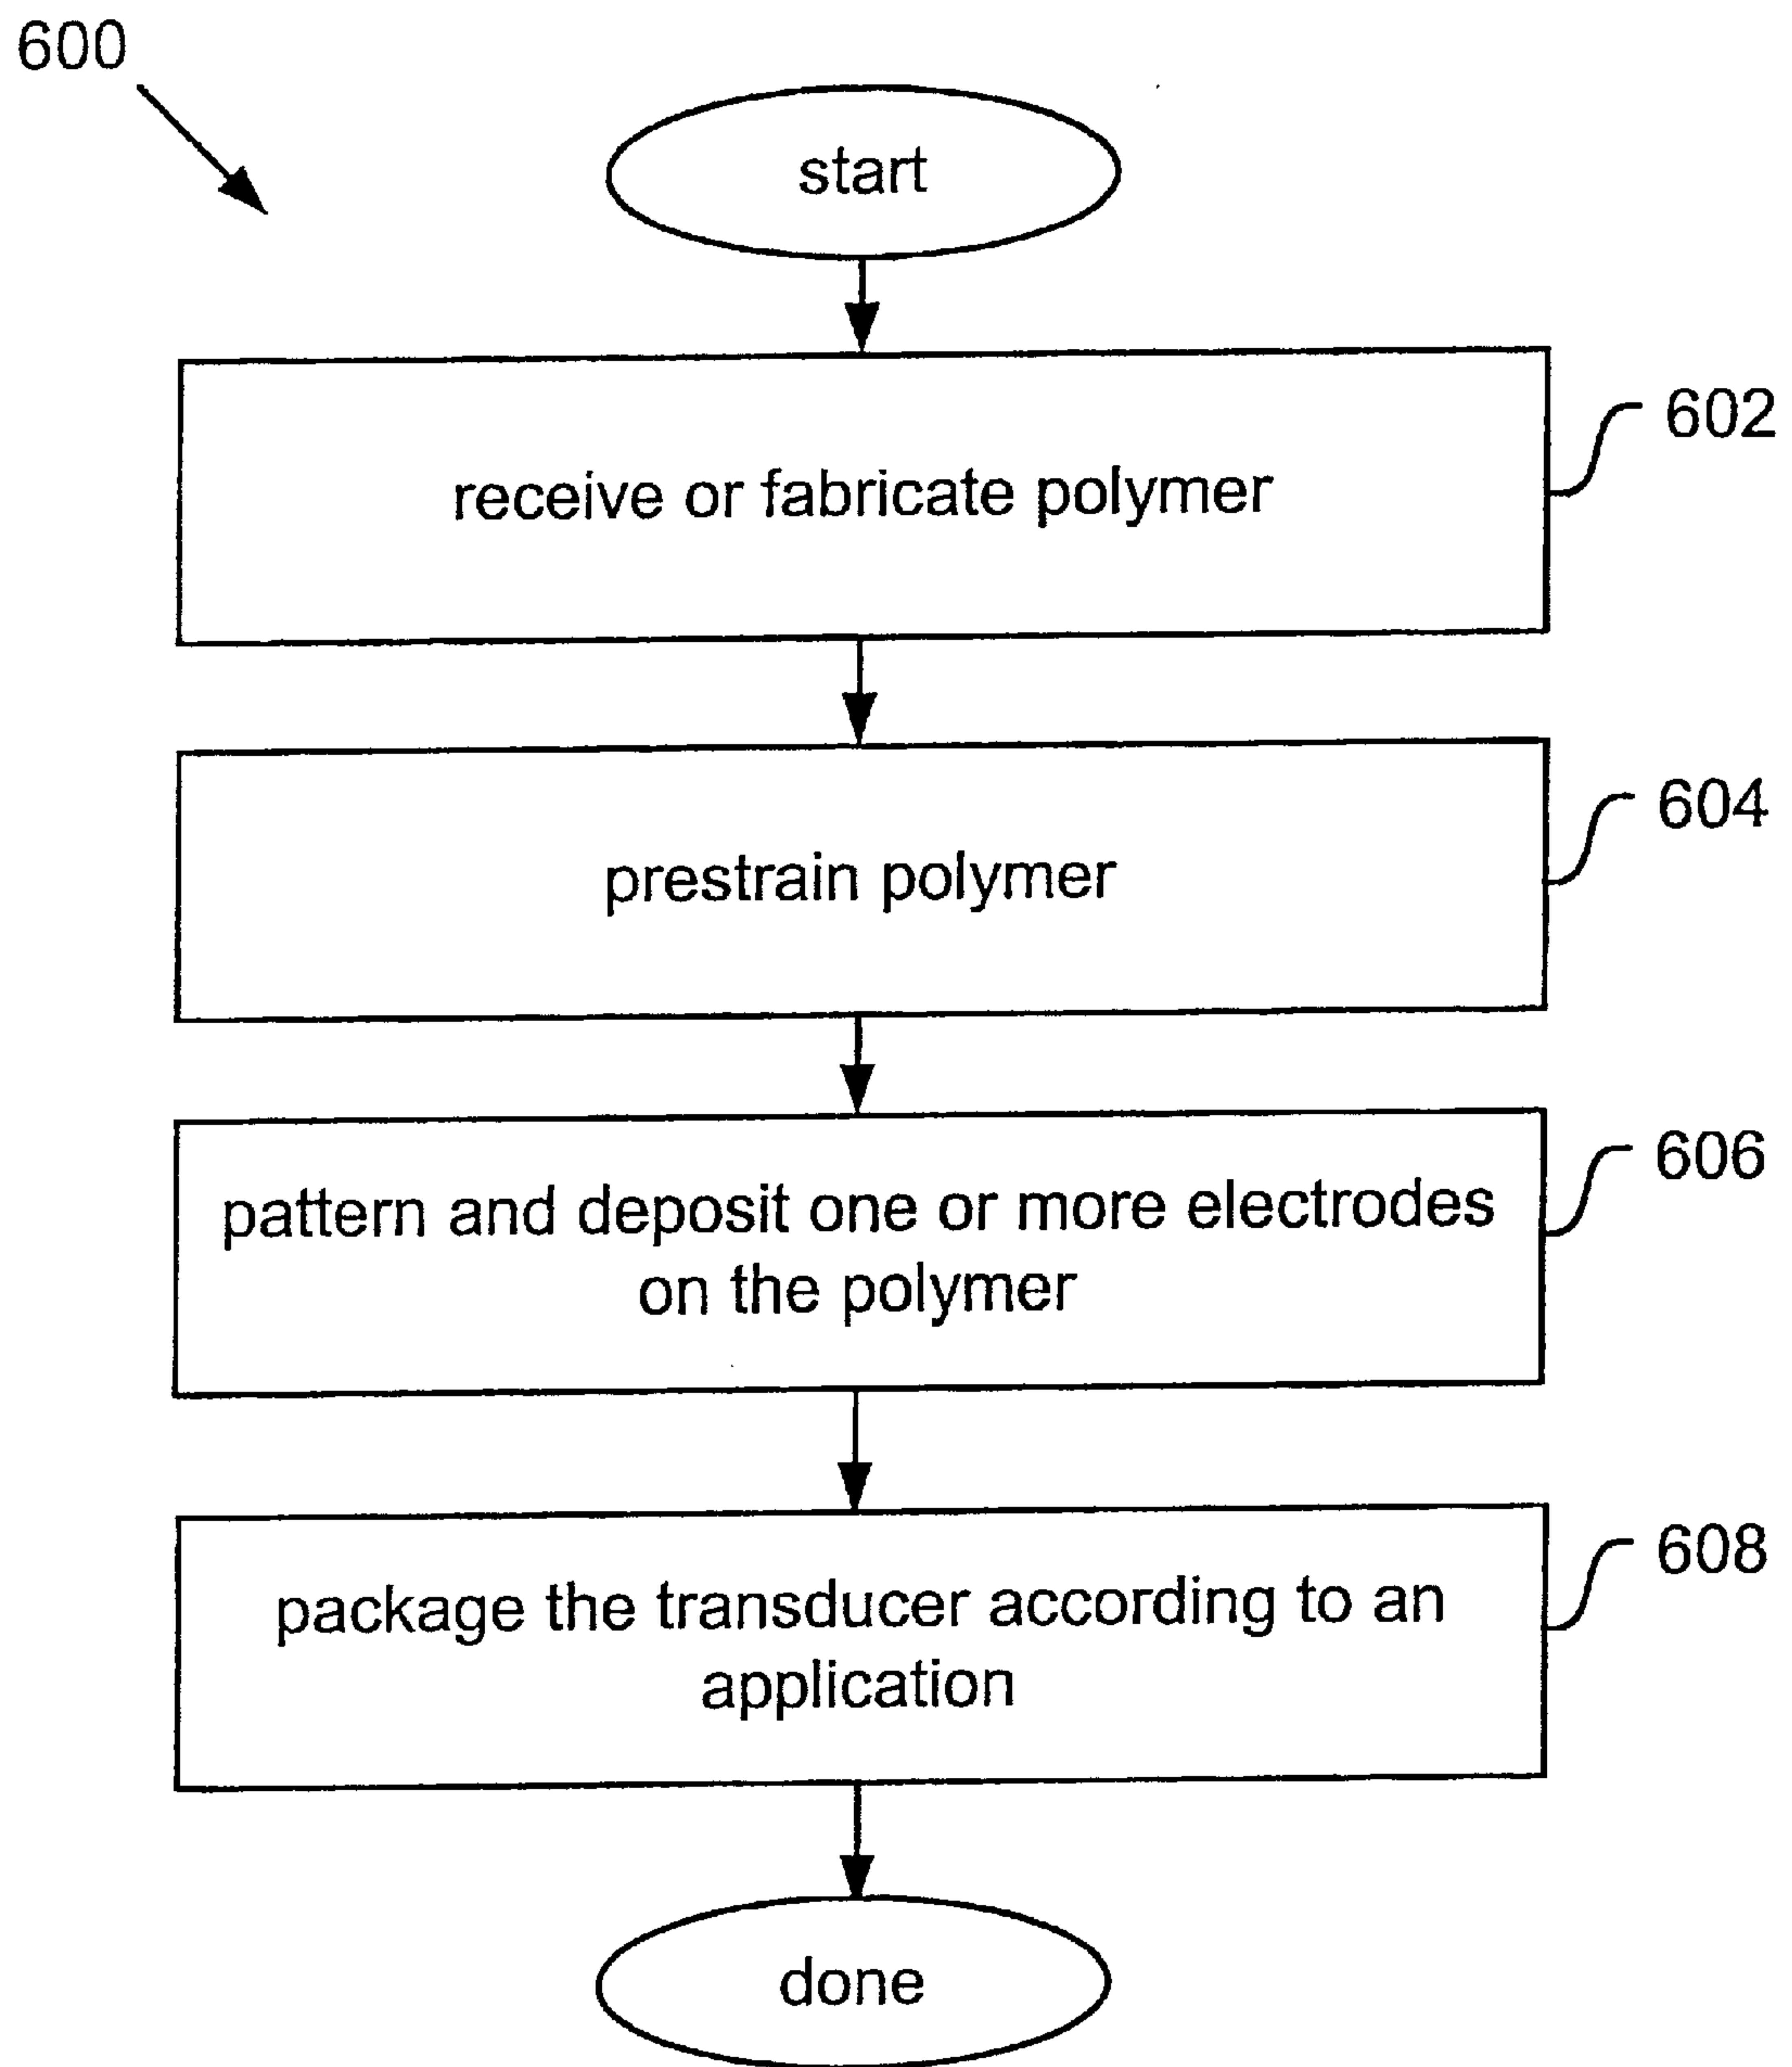 600
start
receive or fabricate polymer
602
prestrain polymer
604
pattern and deposit one or more electrodes
on the polymer
606
package the transducer according to an
application
608
done